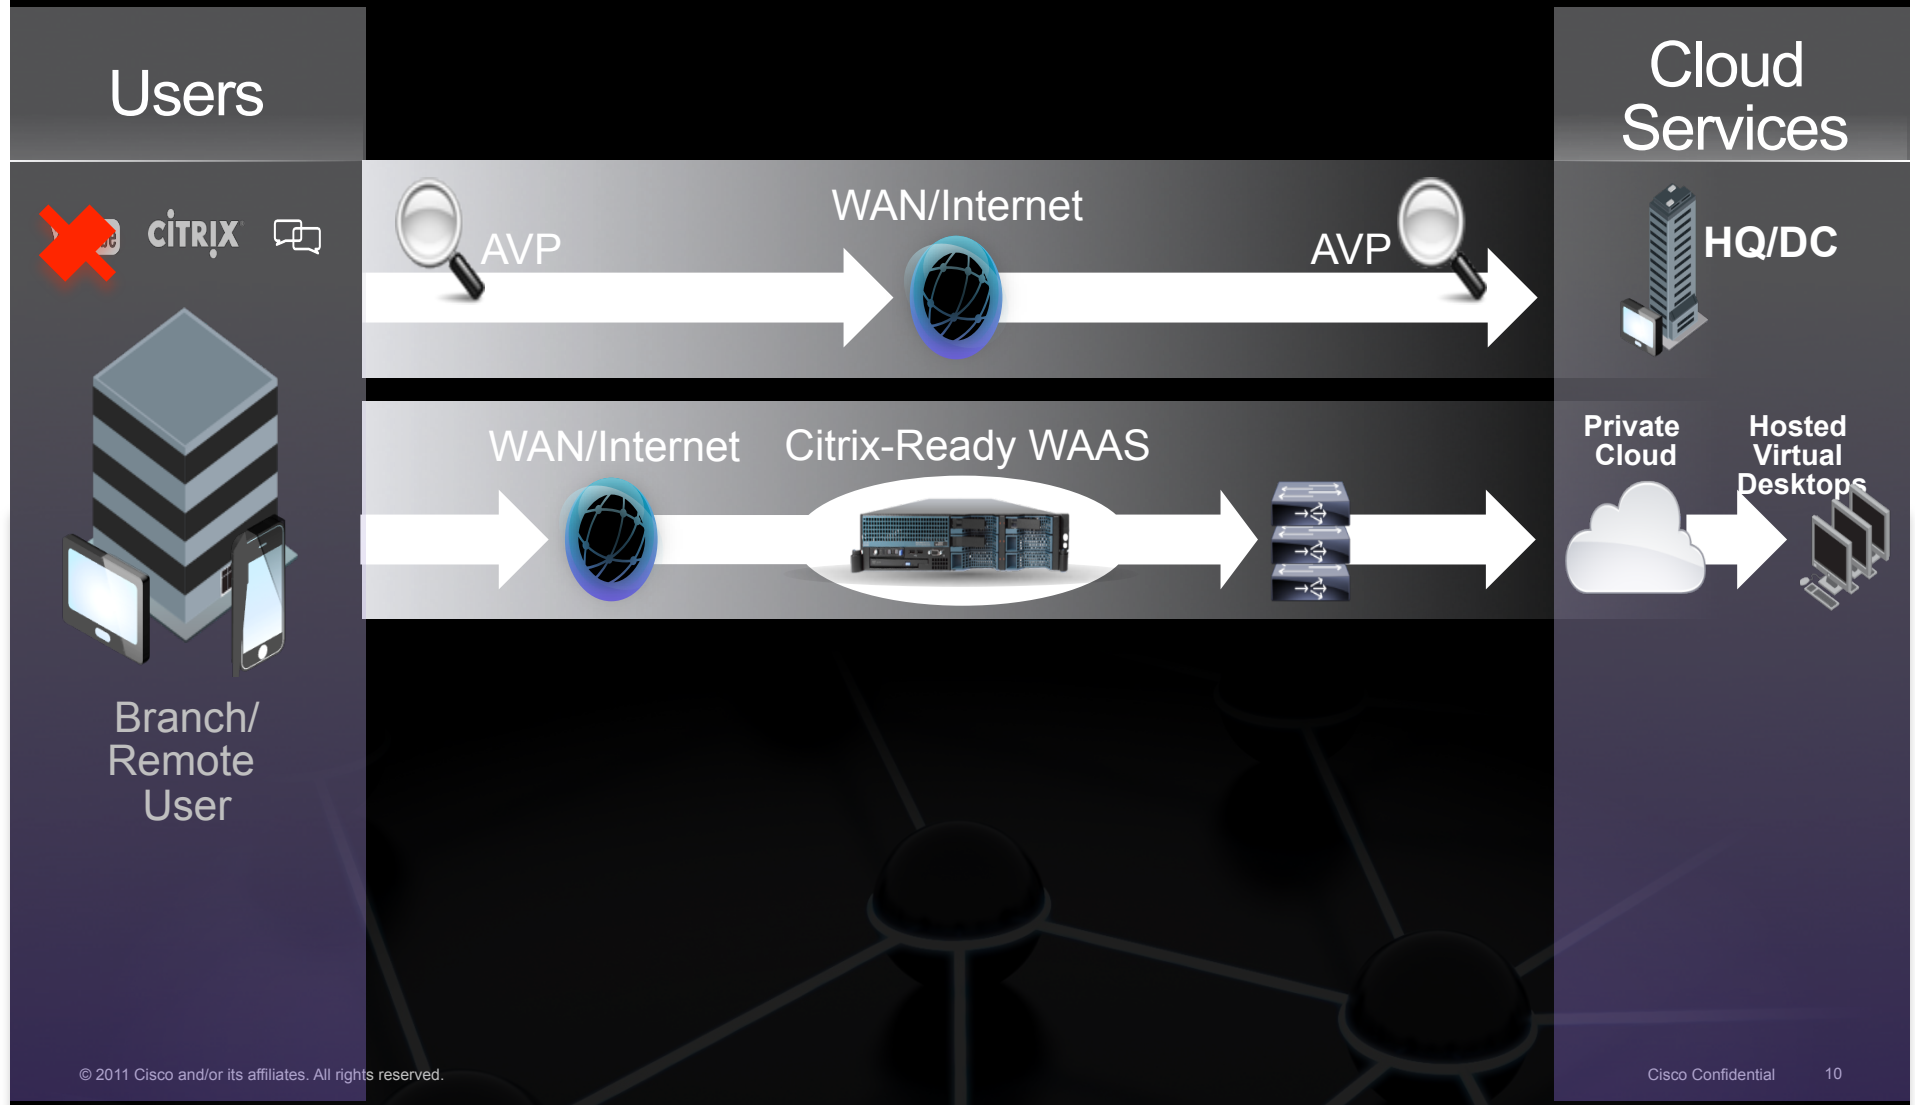 Users
Cloud
Services
CITRIX
WAN/Internet
AVP
AVP
HQ/DC
WAN/Internet
Citrix-Ready WAAS
Private
Cloud
Hosted
Virtual
Desktops
Branch/
Remote
User
© 2011 Cisco and/or its affiliates. All rights reserved.
Cisco Confidential
10